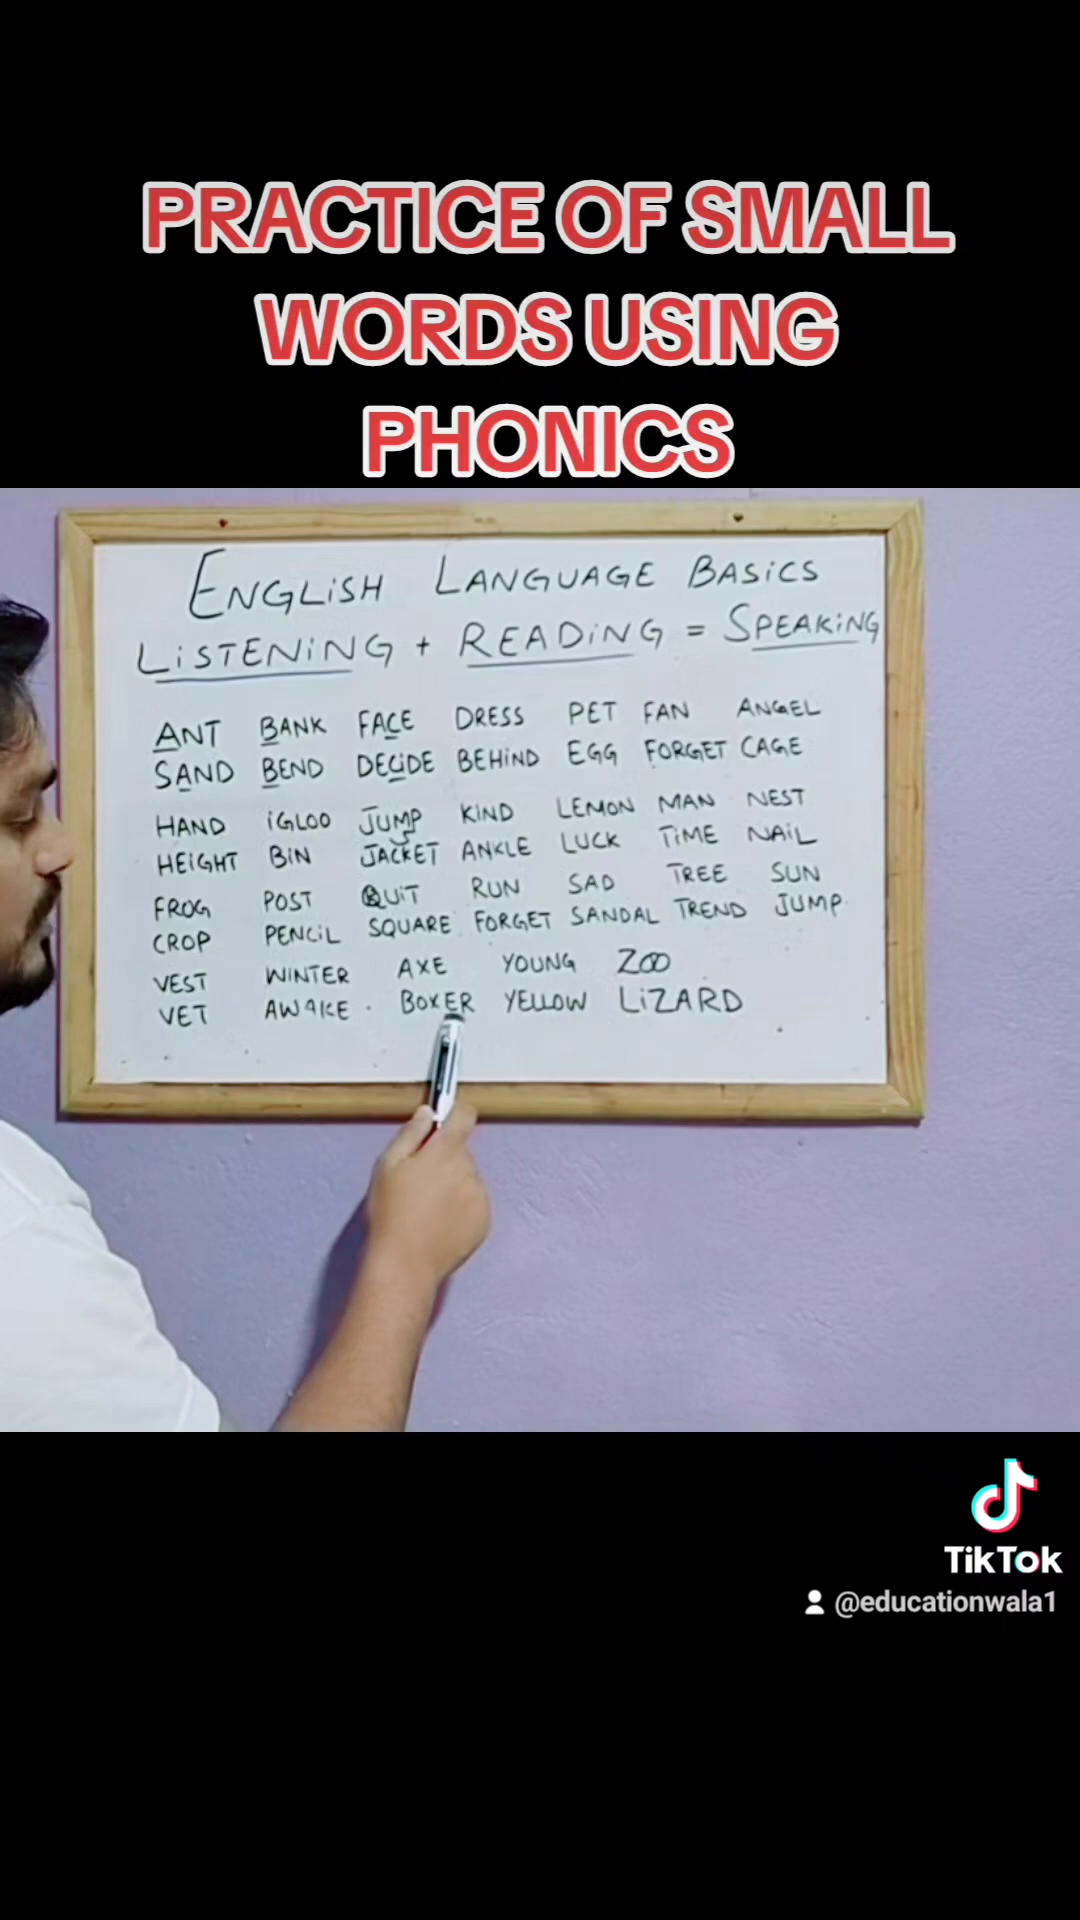 PRACTICE OF SMALL
WORDS USING
PHONICS
ENGLiSH LANGUAGE BASiCS
LiSTENiNG + READiNG = SPEAKiNG
ANT BANK FACE DRESS PET FAN ANGEL
SAND BEND DECiDE BEHiND EGG FORGET CAGE
HAND iGLOO JUMP KiND LEMON MAN NEST
HEiGHT BiN JACKET ANKLE LUCK TiME NAiL
FROG POST QUiT RUN SAD TREE SUN
CROP PENCiL SQUARE FORGET SANDAL TREND JUMP
VEST WiNTER AXE YOUNG ZOO
VET AWAKE BOXER YELLOW LiZARD
TikTok
@educationwala1